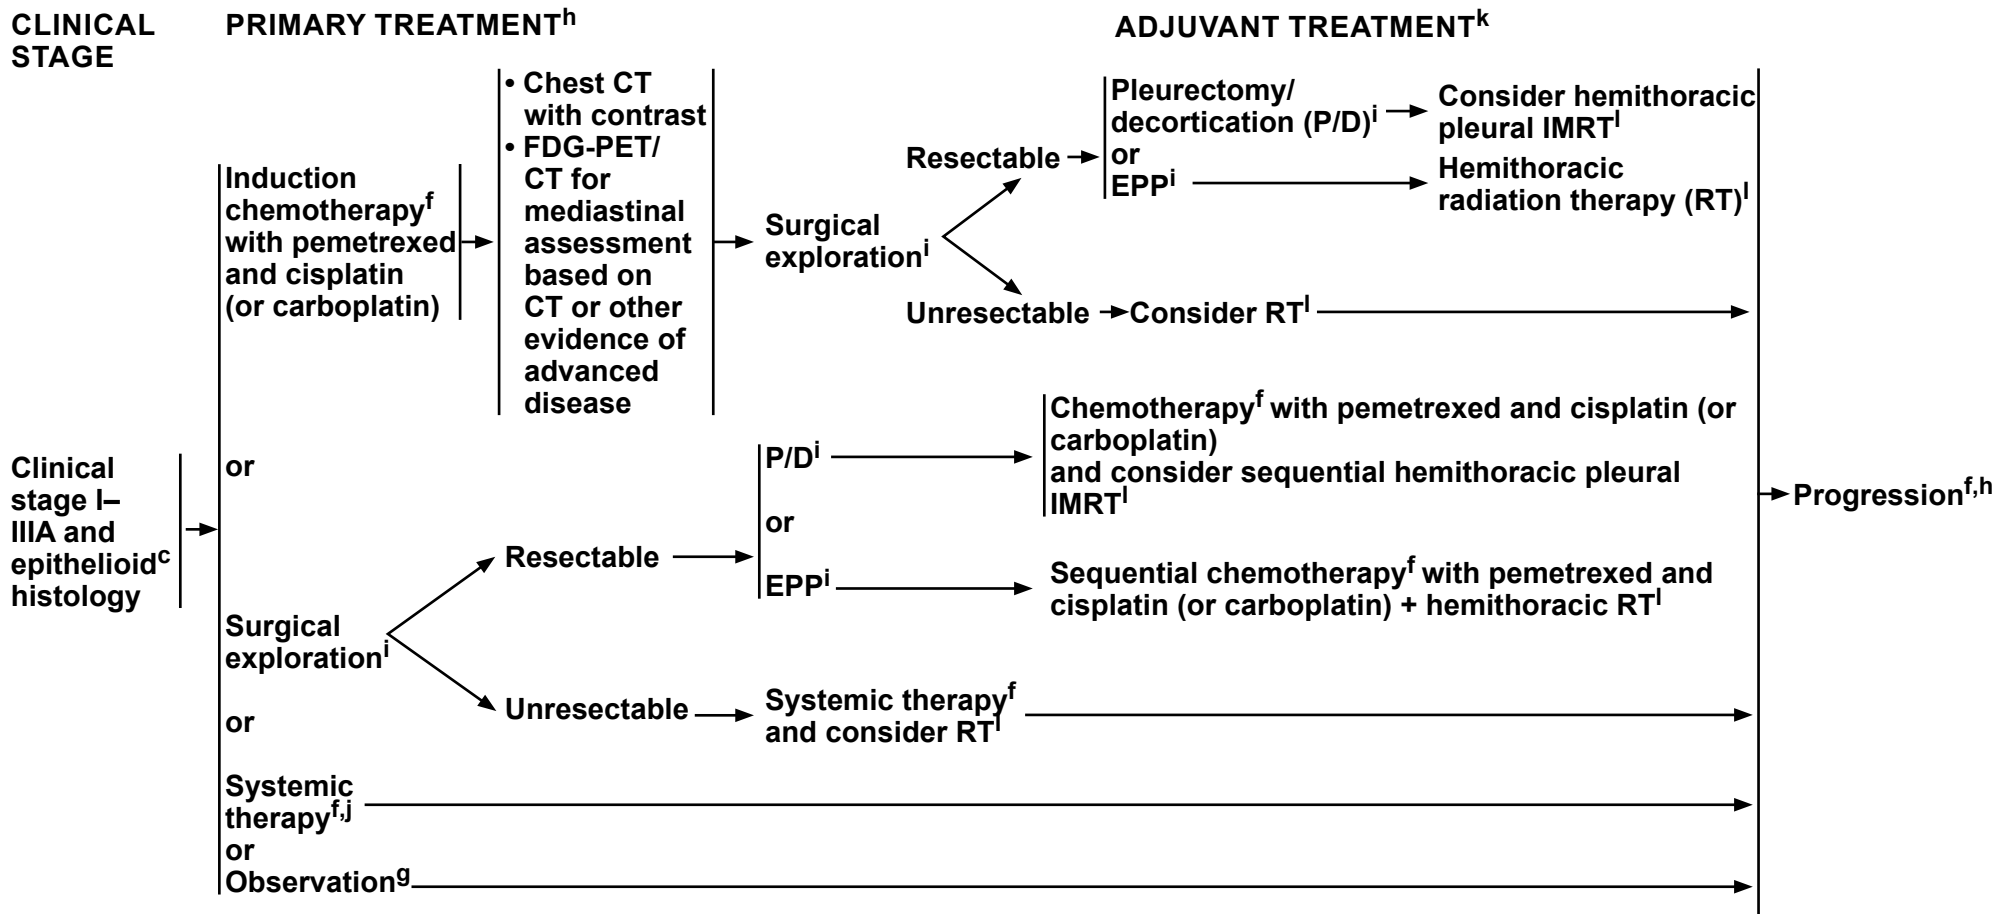 CLINICAL
STAGE
PRIMARY TREATMENTh
ADJUVANT TREATMENTk
Clinical
stage I–
IIIA and
epithelioidc
histology
Induction
chemotherapyf
with pemetrexed
and cisplatin
(or carboplatin)
• Chest CT
with contrast
• FDG-PET/
CT for
mediastinal
assessment
based on
CT or other
evidence of
advanced
disease
Surgical
explorationi
Resectable
Pleurectomy/
decortication (P/D)i
or
EPPi
Consider hemithoracic
pleural IMRTl
Hemithoracic
radiation therapy (RT)l
Unresectable
Consider RTl
or
Surgical
explorationi
Resectable
P/Di
or
EPPi
Chemotherapyf with pemetrexed and cisplatin (or
carboplatin)
and consider sequential hemithoracic pleural
IMRTl
Sequential chemotherapyf with pemetrexed and
cisplatin (or carboplatin) + hemithoracic RTl
Unresectable
Systemic therapyf
and consider RTl
or
Systemic
therapyf,j
or
Observationg
Progressionf,h